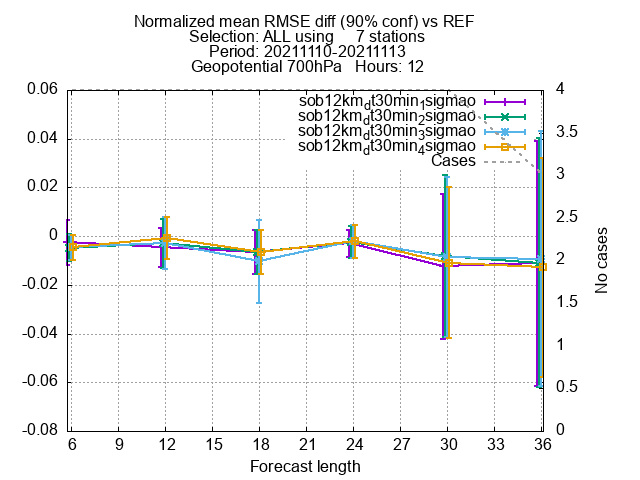 Normalized mean RMSE diff (90% conf) vs REF
Selection: ALL using     7 stations
Period: 20211110-20211113
Geopotential 700hPa   Hours: 12
sob12km_dt30min_1sigmao
sob12km_dt30min_2sigmao
sob12km_dt30min_3sigmao
sob12km_dt30min_4sigmao
Cases
0.06
0.04
0.02
0
-0.02
-0.04
-0.06
-0.08
4
3.5
3
2.5
2
1.5
1
0.5
0
No cases
6 9 12 15 18 21 24 27 30 33 36
Forecast length